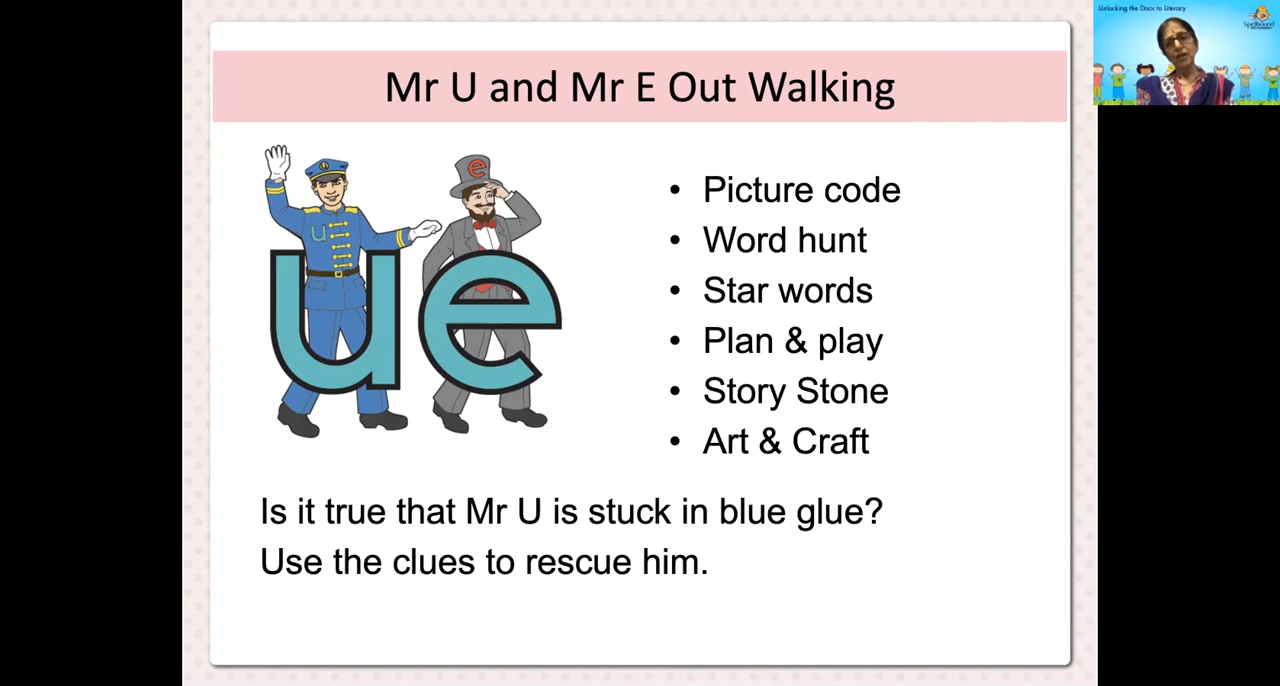 Unlocking the Door to Literacy
Spellbound
Mr U and Mr E Out Walking
u
e
u
ue
• Picture code
• Word hunt
• Star words
• Plan & play
• Story Stone
• Art & Craft
Is it true that Mr U is stuck in blue glue?
Use the clues to rescue him.